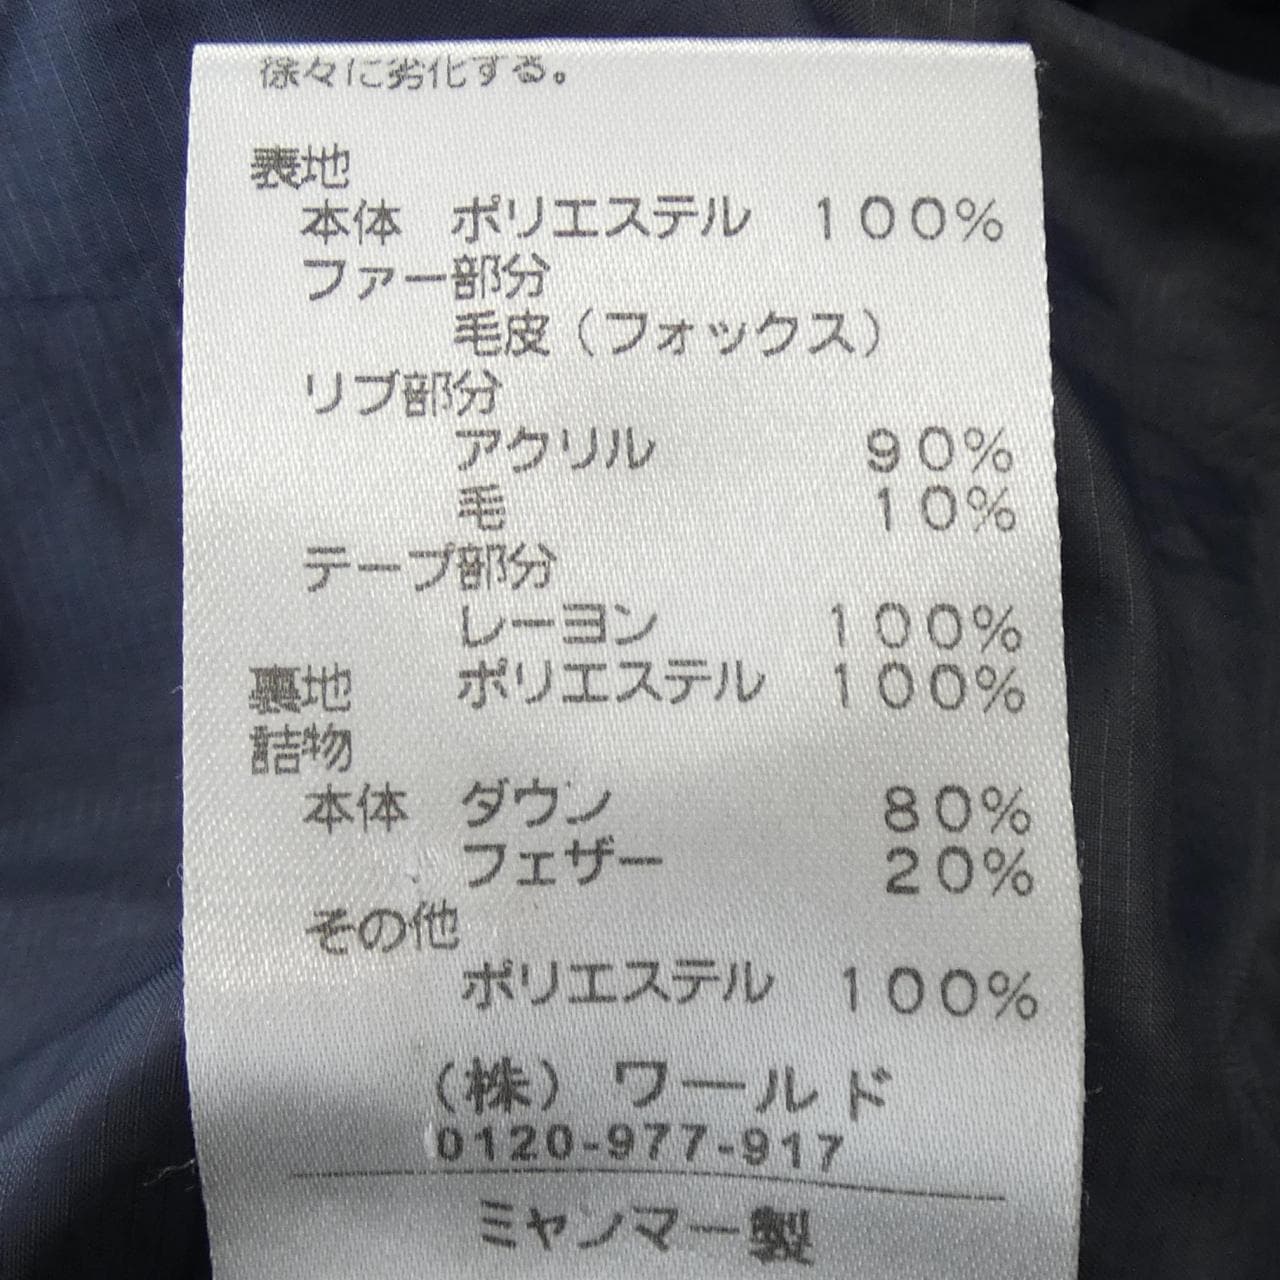 徐々に劣化する。
表地
本体 ポリエステル 100%
ファー部分
毛皮（フォックス）
リブ部分
アクリル 90%
毛 10%
テープ部分
レーヨン 100%
裏地 ポリエステル 100%
詰物
本体 ダウン 80%
フェザー 20%
その他
ポリエステル 100%
（株）ワールド
0120-977-917
ミャンマー製